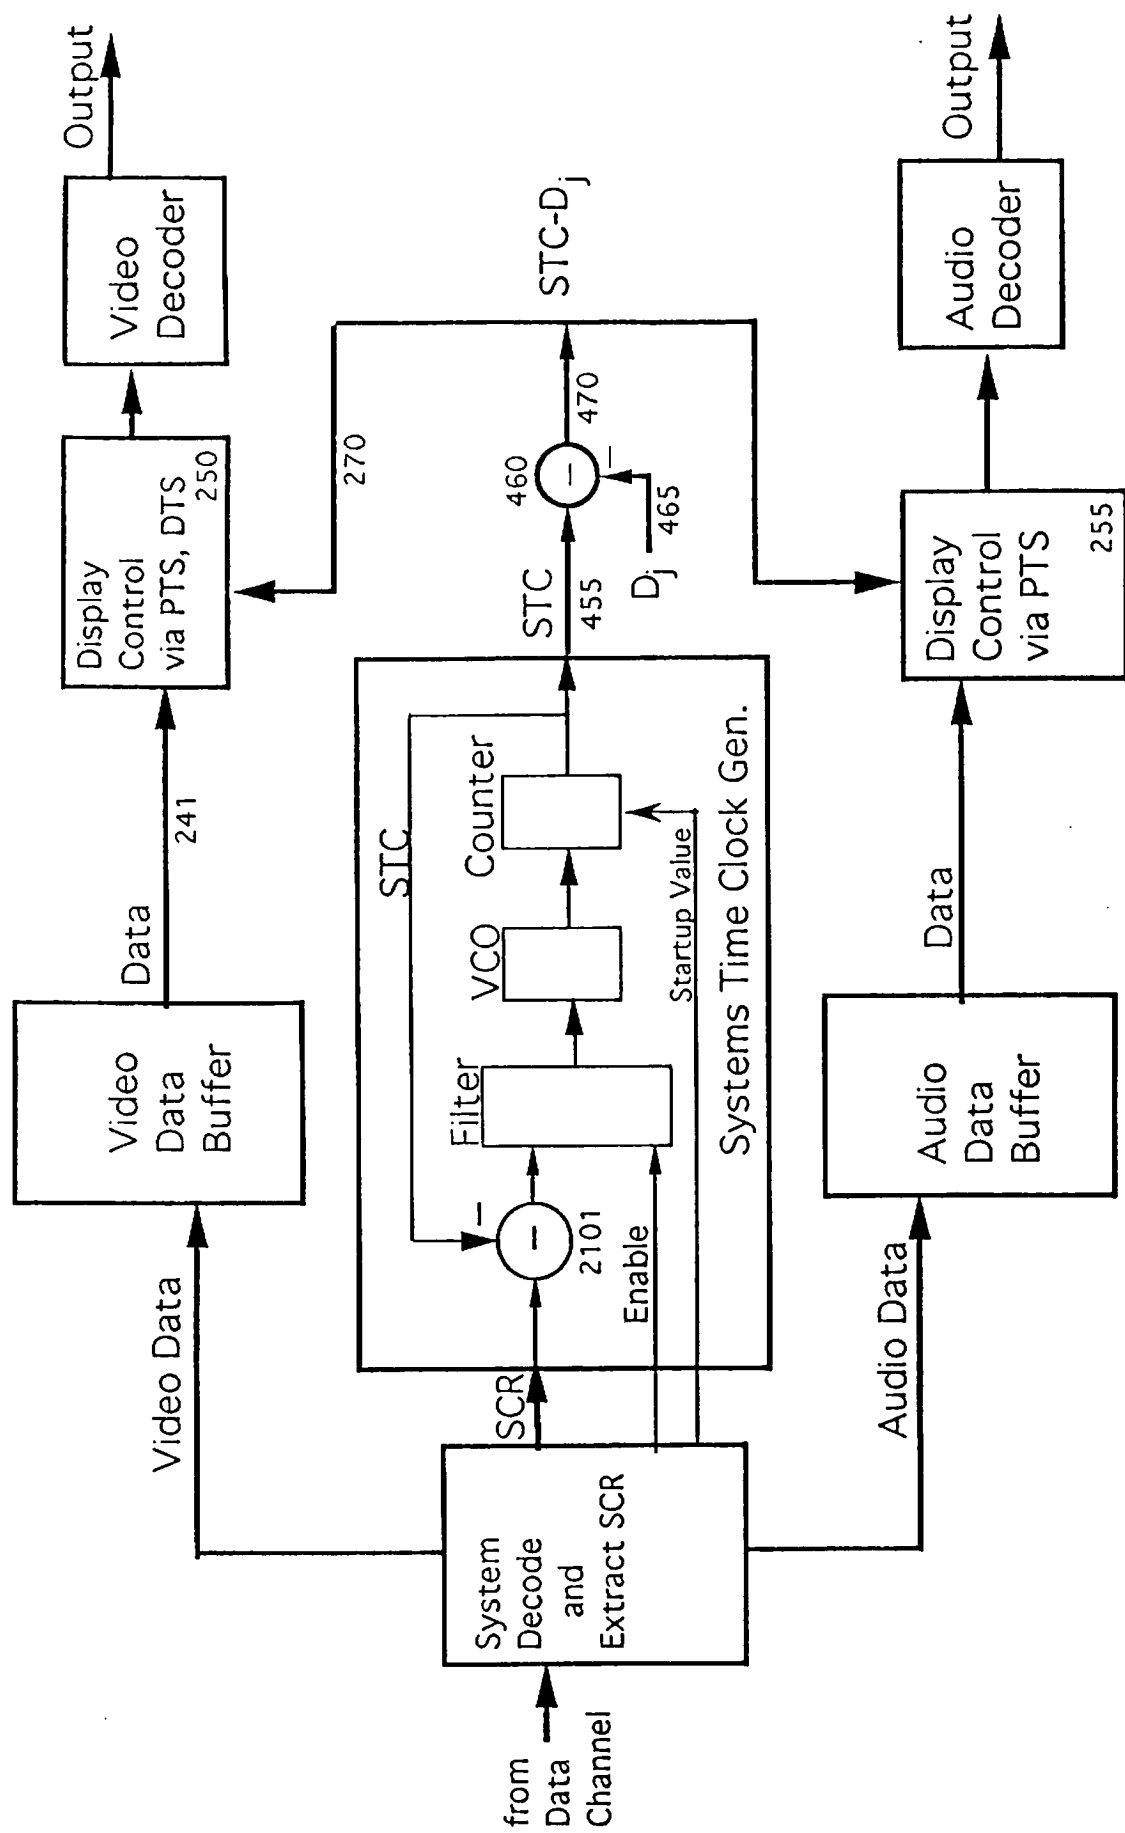 from
Data
Channel
System
Decode
and
Extract SCR
Video Data
Video
Data
Buffer
Data
241
Display
Control
via PTS, DTS
250
Video
Decoder
Output
SCR
Enable
2101
Filter
VCO
Counter
STC
Startup Value
Systems Time Clock Gen.
STC
455
460
Dj
465
470
STC-Dj
270
Audio Data
Audio
Data
Buffer
Data
Display
Control
via PTS
255
Audio
Decoder
Output